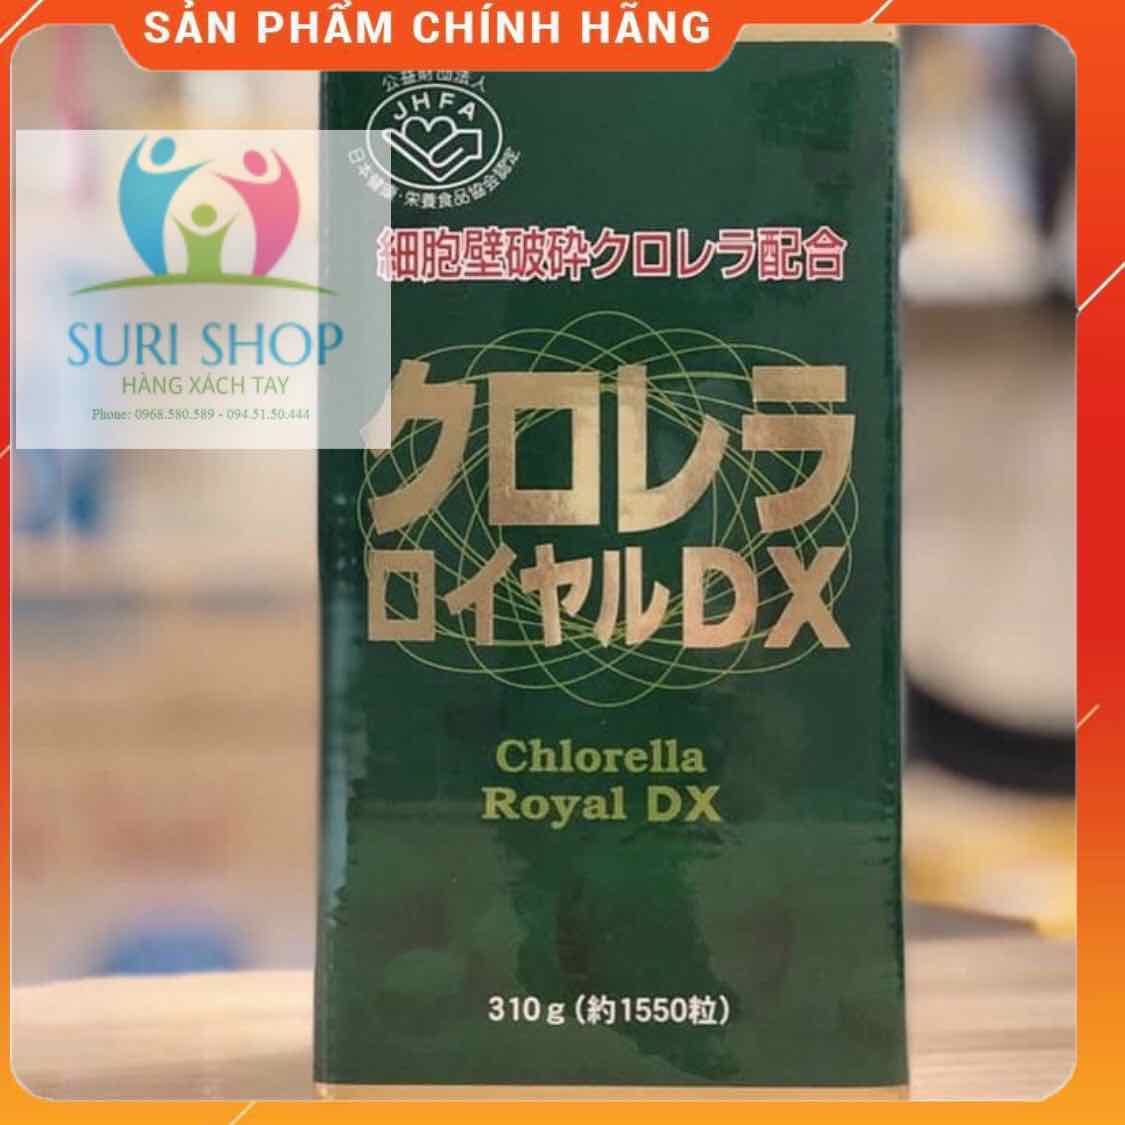 SẢN PHẨM CHÍNH HÃNG
公益財団法人
JHFA
日本健康・栄養食品協会認定
細胞壁破砕クロレラ配合
SURI SHOP
HÀNG XÁCH TAY
Phone: 0968.580.589 - 094.51.50.444
クロレラ
ロイヤルDX
Chlorella
Royal DX
310g(約1550粒)